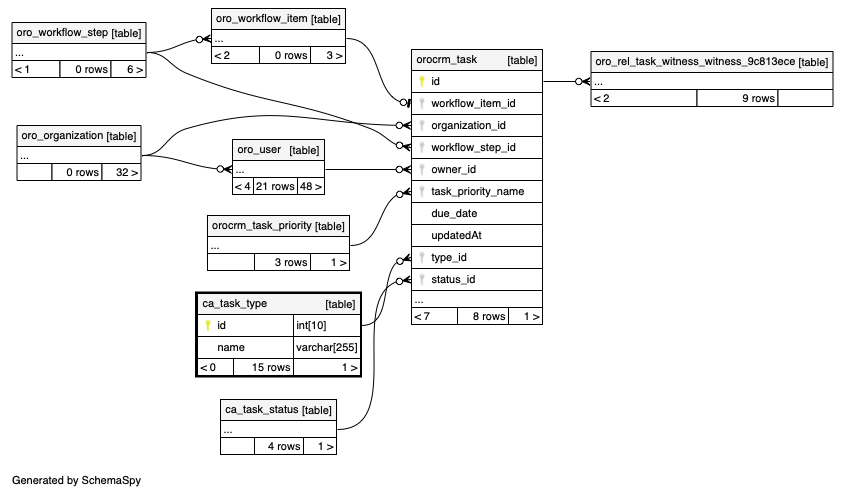 oro_workflow_step [table]
...
< 1 0 rows 6 >
oro_workflow_item [table]
...
< 2 0 rows 3 >
oro_organization [table]
...
0 rows 32 >
oro_user [table]
...
< 4 21 rows 48 >
orocrm_task_priority [table]
...
3 rows 1 >
ca_task_type [table]
id int[10]
name varchar[255]
< 0 15 rows 1 >
ca_task_status [table]
...
4 rows 1 >
orocrm_task [table]
id
workflow_item_id
organization_id
workflow_step_id
owner_id
task_priority_name
due_date
updatedAt
type_id
status_id
...
< 7 8 rows 1 >
oro_rel_task_witness_witness_9c813ece [table]
...
< 2 9 rows
Generated by SchemaSpy